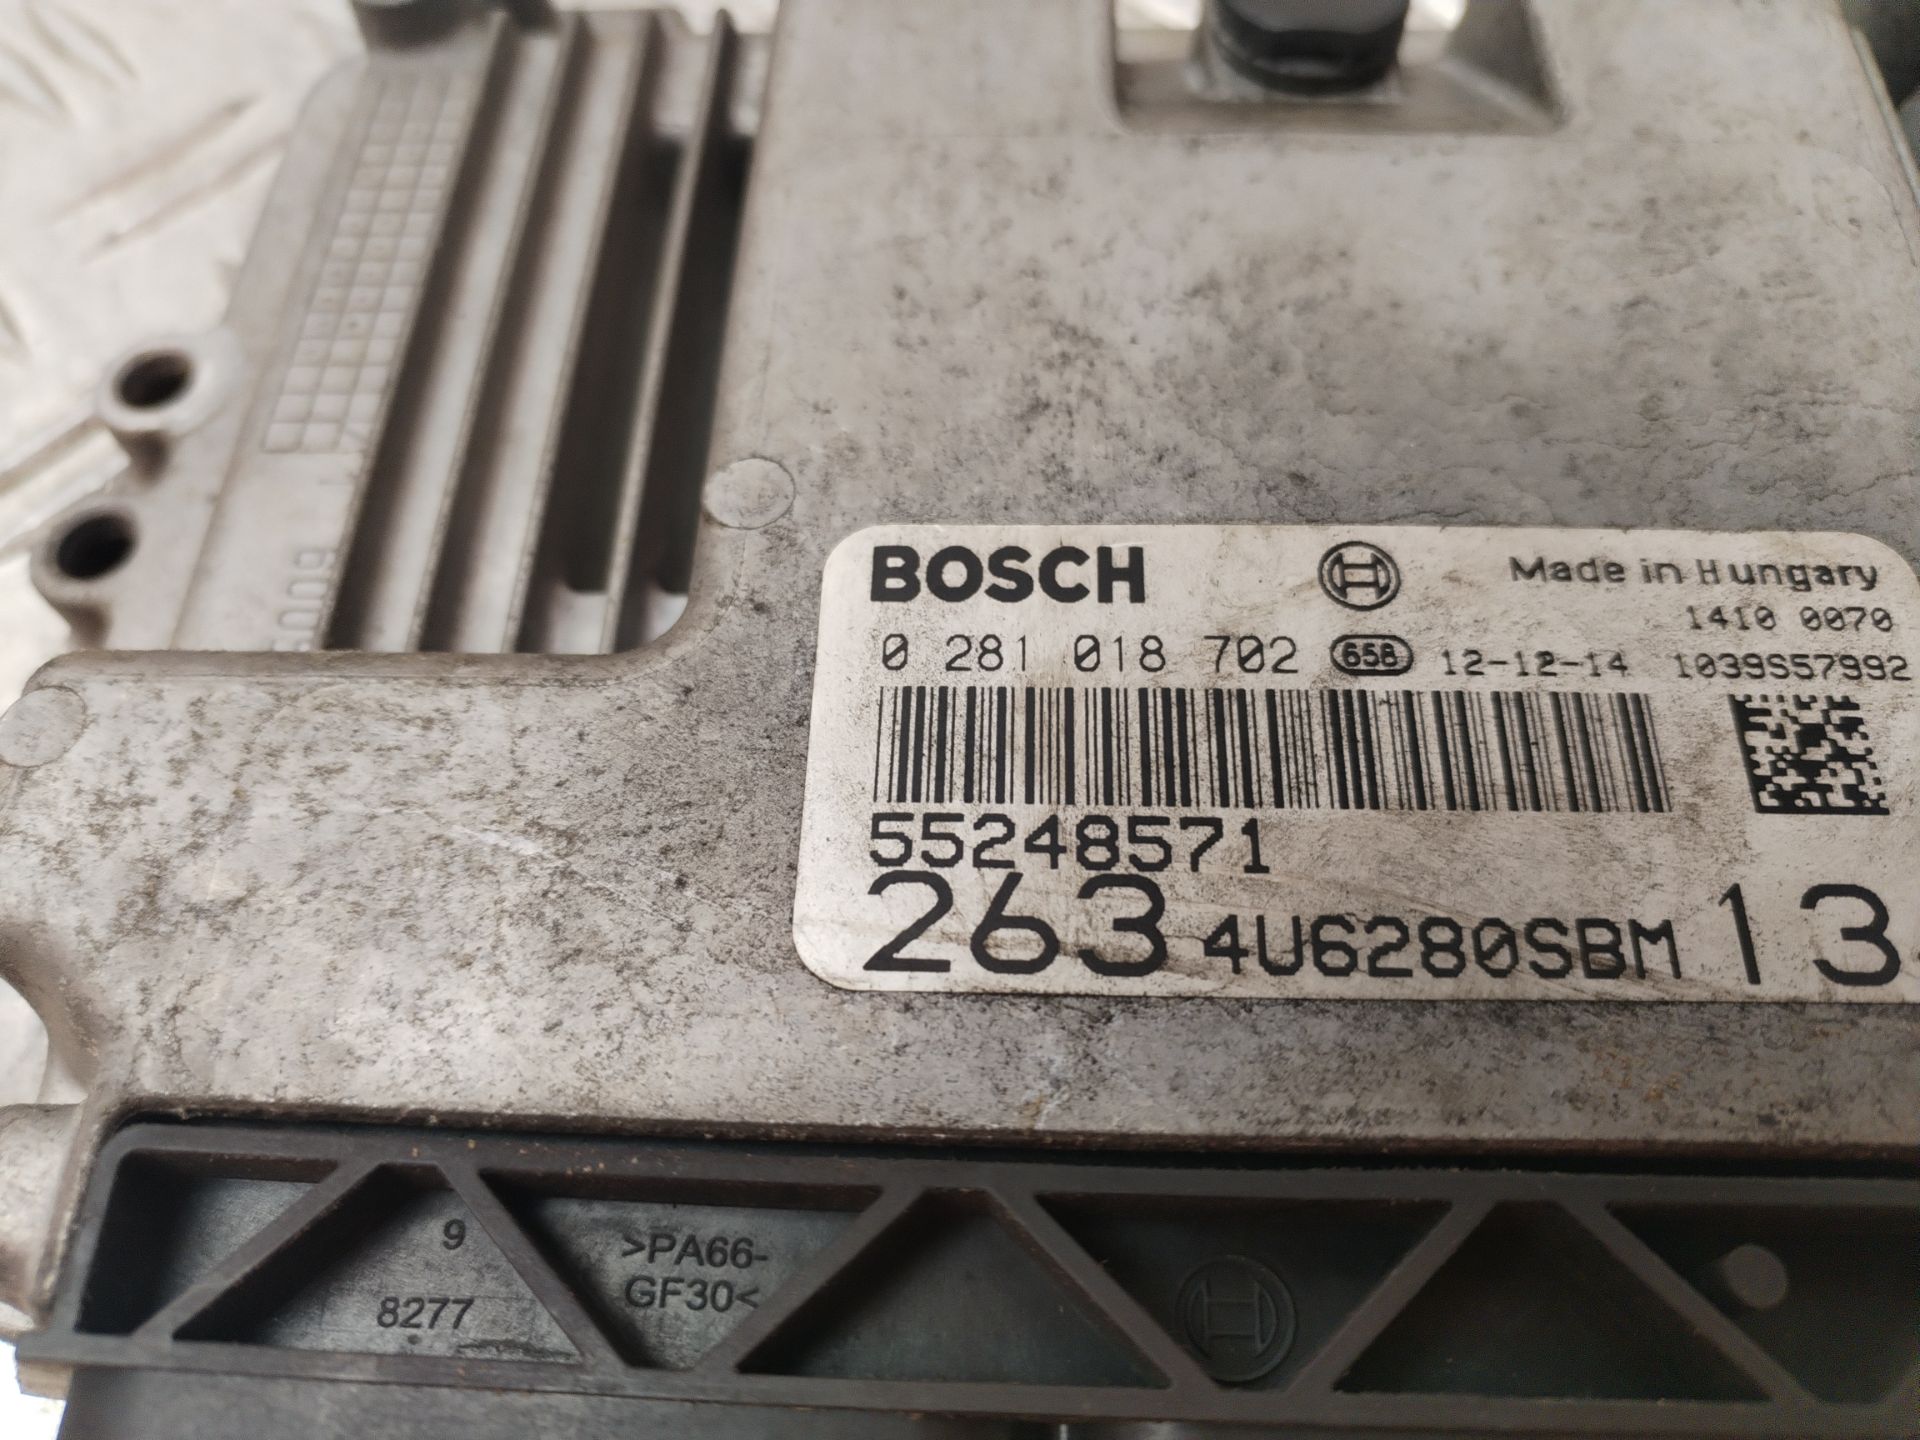 BOSCH
Made in Hungary
1410 0070
0 281 018 702 658 12-12-14 1039S57992
55248571
263 4U6280SBM 13
9
8277
>PA66-
GF30<